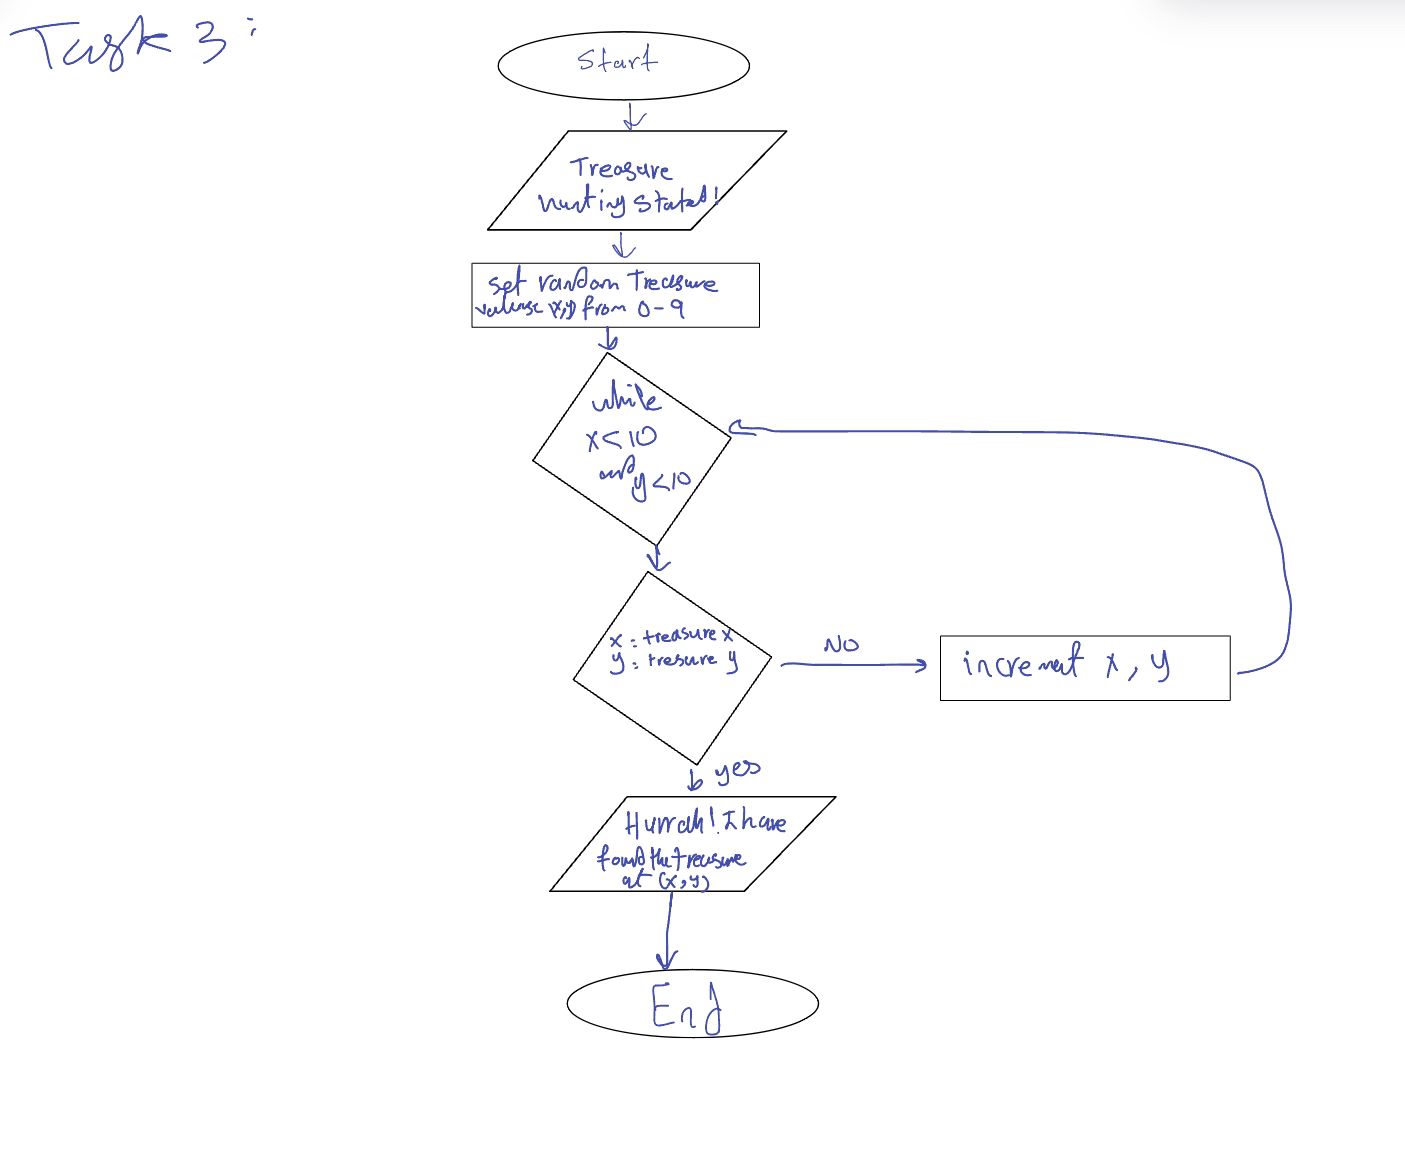 Task 3:
Start
Treasure
hunting stated!
set random Treasure
values (x,y) from 0-9
while
x<10
and
y<10
x = treasure x
y = tresure y
NO
increment x, y
yes
Hurrah! I have
found the treasure
at (x,y)
End